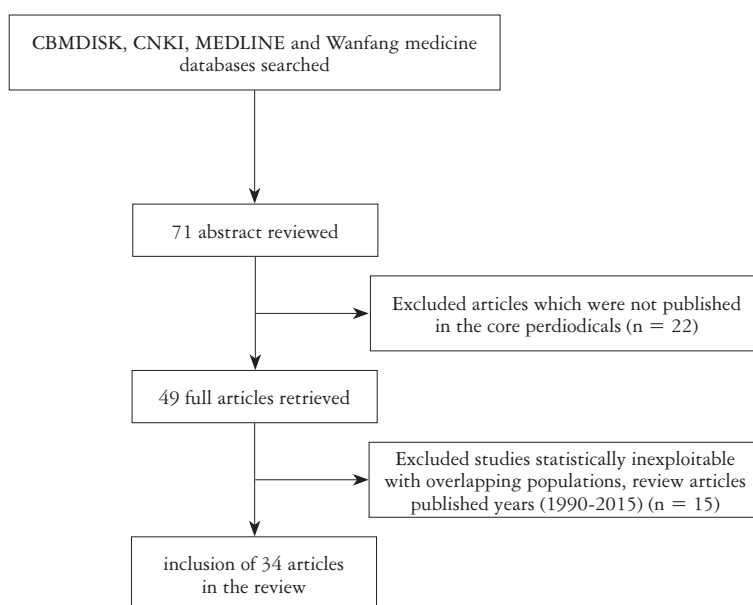 CBMDISK, CNKI, MEDLINE and Wanfang medicine
databases searched
71 abstract reviewed
Excluded articles which were not published
in the core perdiodicals (n = 22)
49 full articles retrieved
Excluded studies statistically inexploitable
with overlapping populations, review articles
published years (1990-2015) (n = 15)
inclusion of 34 articles
in the review